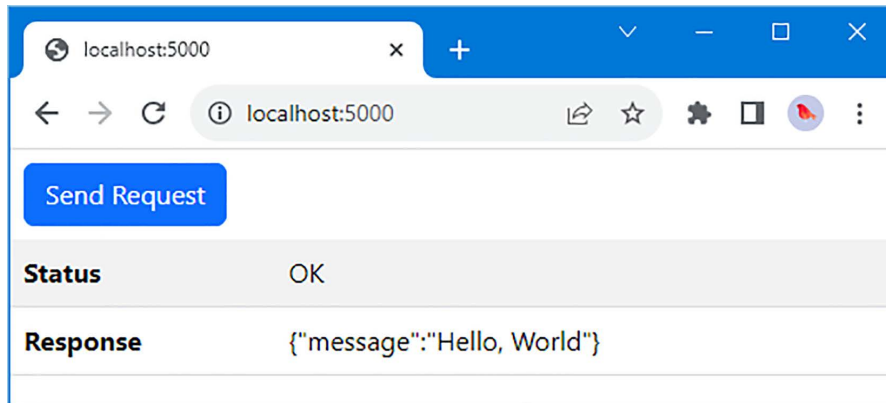 localhost:5000
localhost:5000
Send Request
Status OK
Response {"message":"Hello, World"}